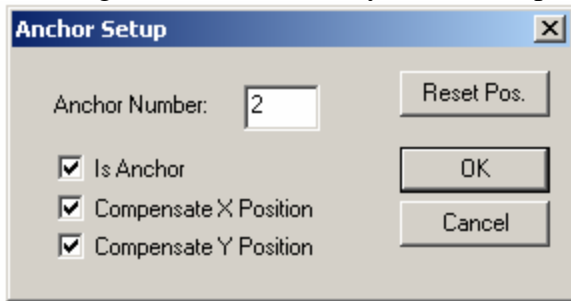 Anchor Setup
Anchor Number: 2
Reset Pos.
Is Anchor
OK
Compensate X Position
Cancel
Compensate Y Position